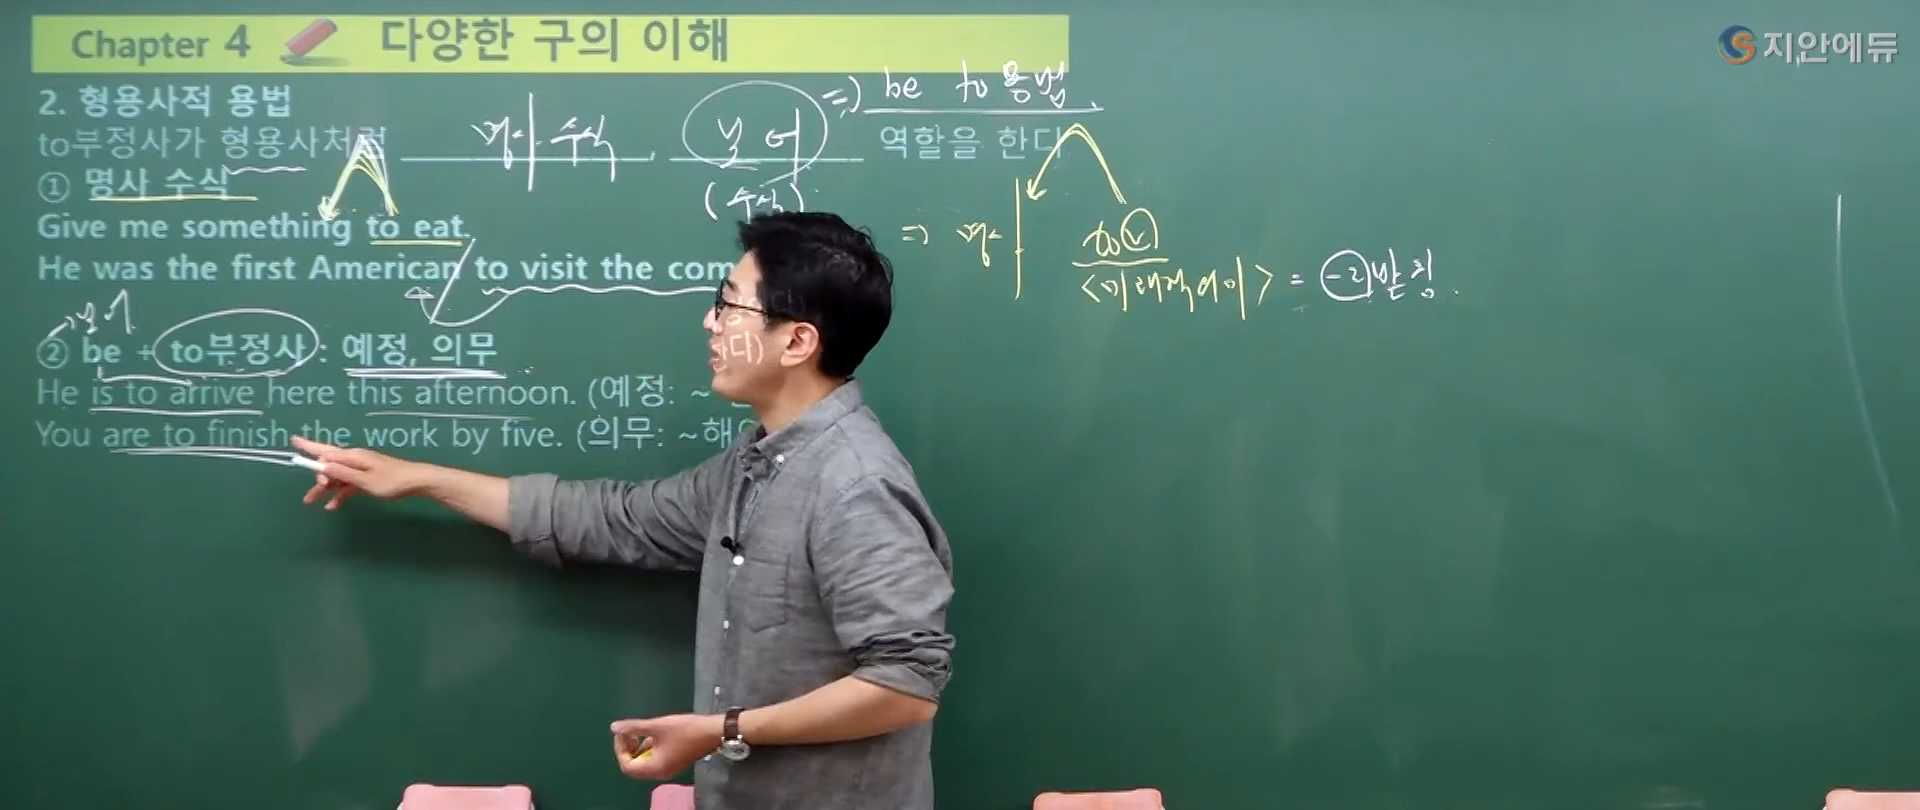 Chapter 4 다양한 구의 이해
지안에듀
2. 형용사적 용법
⇒ be to 용법
to부정사가 형용사처럼 명사 수식, 보어 역할을 한다
(수식)
① 명사 수식
Give me something to eat.
⇒ 명사 to v
He was the first American to visit the com
<미래적 의미> = -ㄹ받침.
보어
② be + to부정사 : 예정, 의무
He is to arrive here this afternoon. (예정: ~
You are to finish the work by five. (의무: ~해야
다)